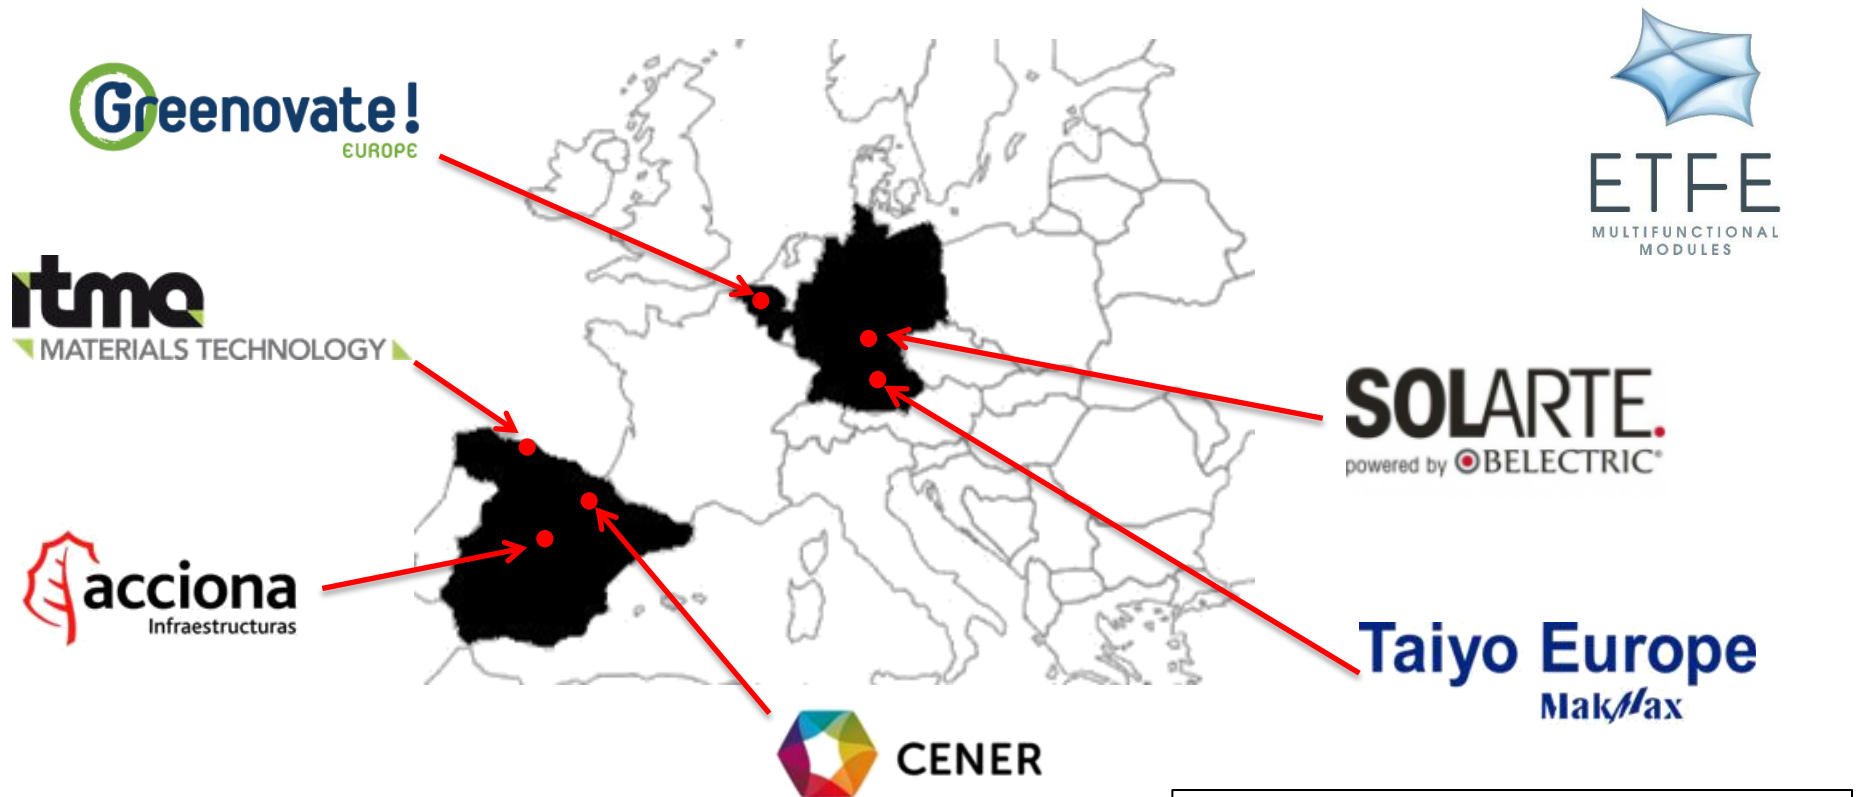 Greenovate!
EUROPE
ETFE
MULTIFUNCTIONAL
MODULES
itma
MATERIALS TECHNOLOGY
SOLARTE.
powered by BELECTRIC®
acciona
Infraestructuras
Taiyo Europe
MakMax
CENER